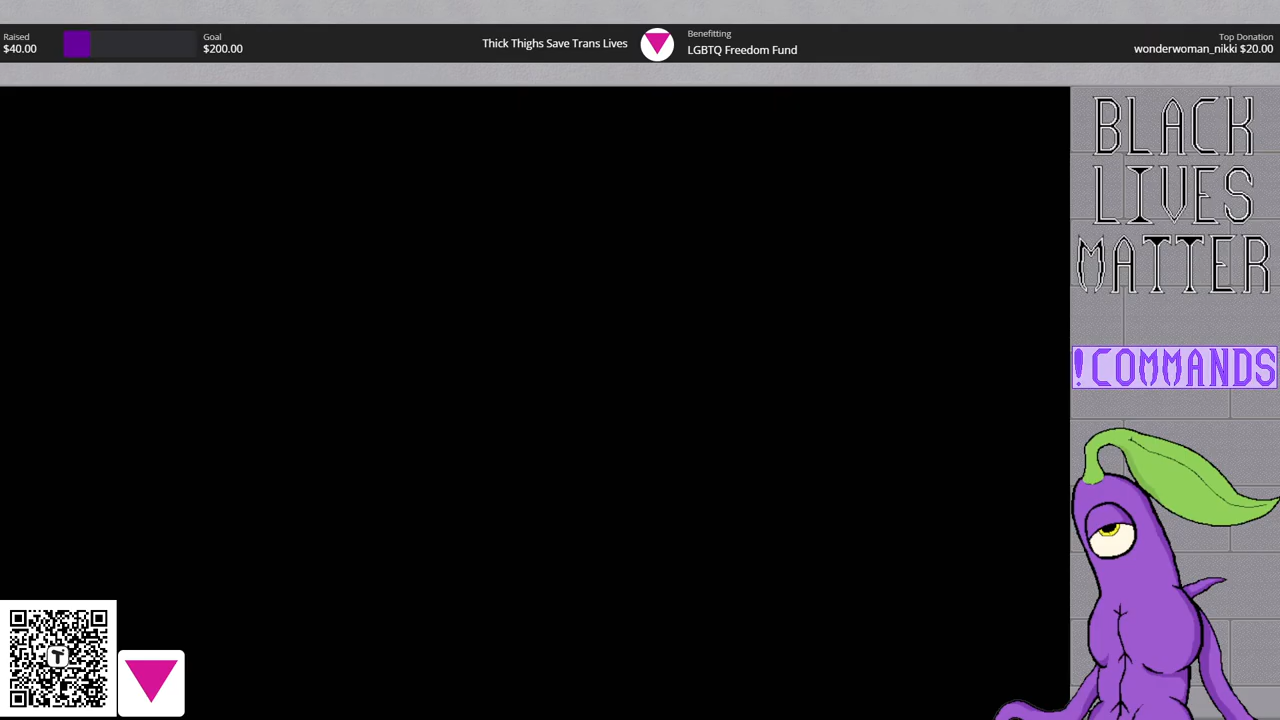 Raised
$40.00
Goal
$200.00
Thick Thighs Save Trans Lives
Benefitting
LGBTQ Freedom Fund
Top Donation
wonderwoman_nikki $20.00
BLACK
LIVES
MATTER
!COMMANDS
T